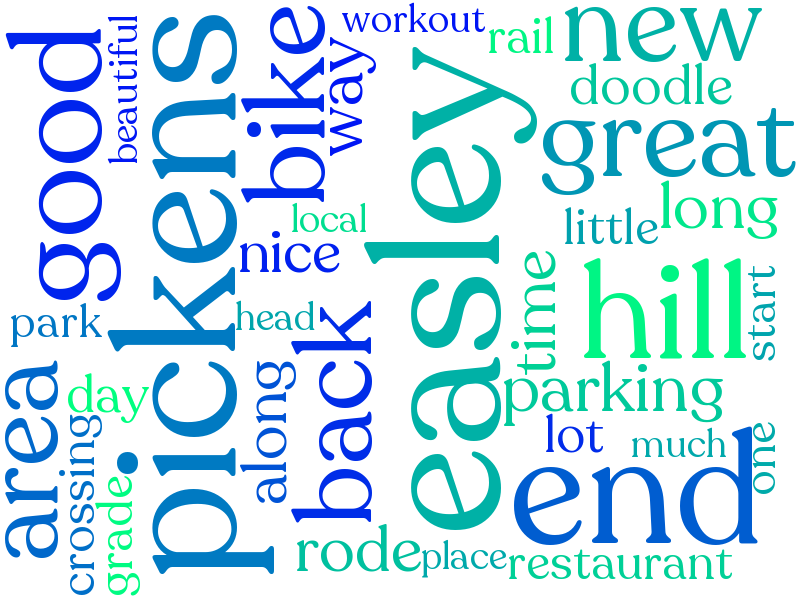 good
beautiful
pickens
bike
way
workout
rail
new
doodle
great
easley
local
nice
little
long
park
head
back
time
hill
start
area
day
crossing
grade
along
parking
lot
much
one
end
rode
place
restaurant